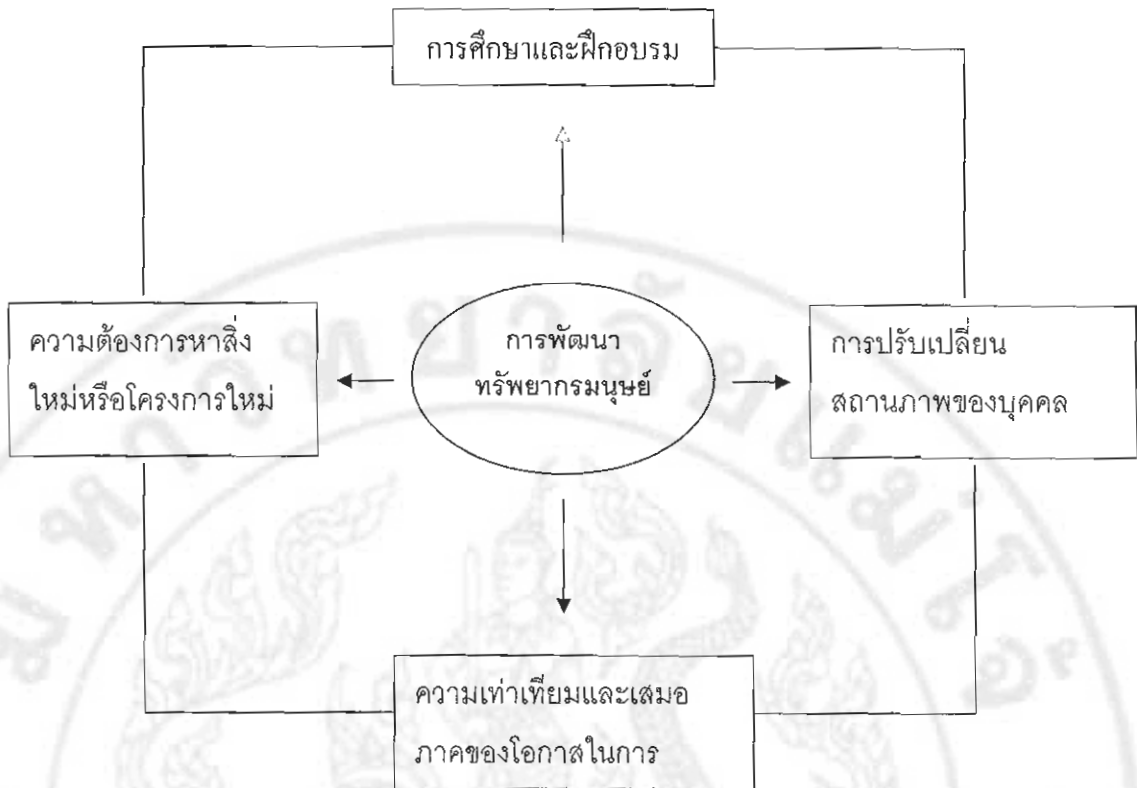 การศึกษาและฝึกอบรม
ความต้องการหาสิ่ง
ใหม่หรือโครงการใหม่
การพัฒนา
ทรัพยากรมนุษย์
การปรับเปลี่ยน
สถานภาพของบุคคล
ความเท่าเทียมและเสมอ
ภาคของโอกาสในการ